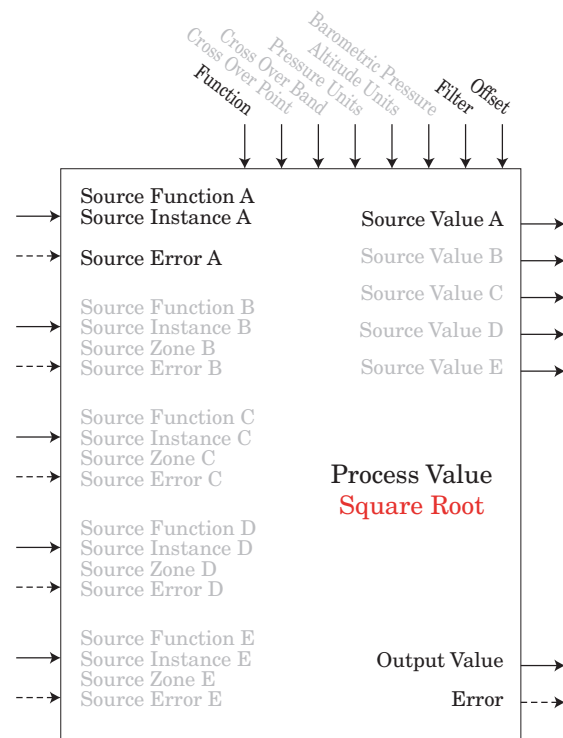 Function
Cross Over Point
Cross Over Band
Pressure Units
Altitude Units
Barometric Pressure
Filter
Offset
Source Function A
Source Instance A
Source Error A
Source Function B
Source Instance B
Source Zone B
Source Error B
Source Function C
Source Instance C
Source Zone C
Source Error C
Source Function D
Source Instance D
Source Zone D
Source Error D
Source Function E
Source Instance E
Source Zone E
Source Error E
Source Value A
Source Value B
Source Value C
Source Value D
Source Value E
Process Value
Square Root
Output Value
Error